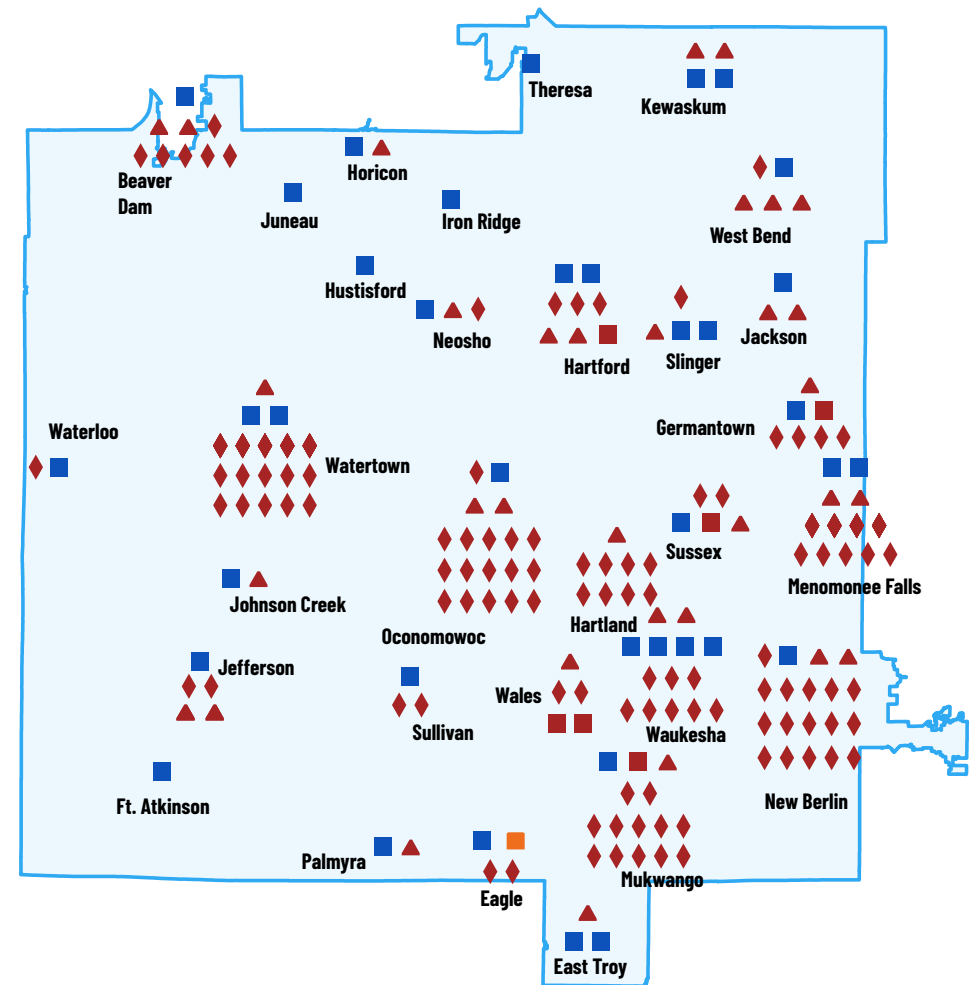 Theresa
Kewaskum
Horicon
Beaver
Dam
Juneau
Iron Ridge
West Bend
Hustisford
Neosho
Jackson
Slinger
Hartford
Germantown
Waterloo
Watertown
Sussex
Menomonee Falls
Johnson Creek
Hartland
Oconomowoc
Jefferson
Wales
Sullivan
Waukesha
New Berlin
Ft. Atkinson
Palmyra
Mukwango
Eagle
East Troy